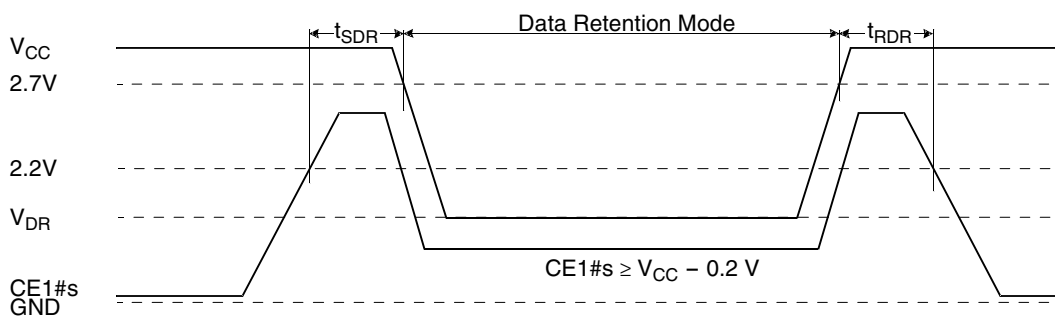 Data Retention Mode
tSDR
tRDR
VCC
2.7V
2.2V
VDR
CE1#s ≥ VCC − 0.2 V
CE1#s
GND